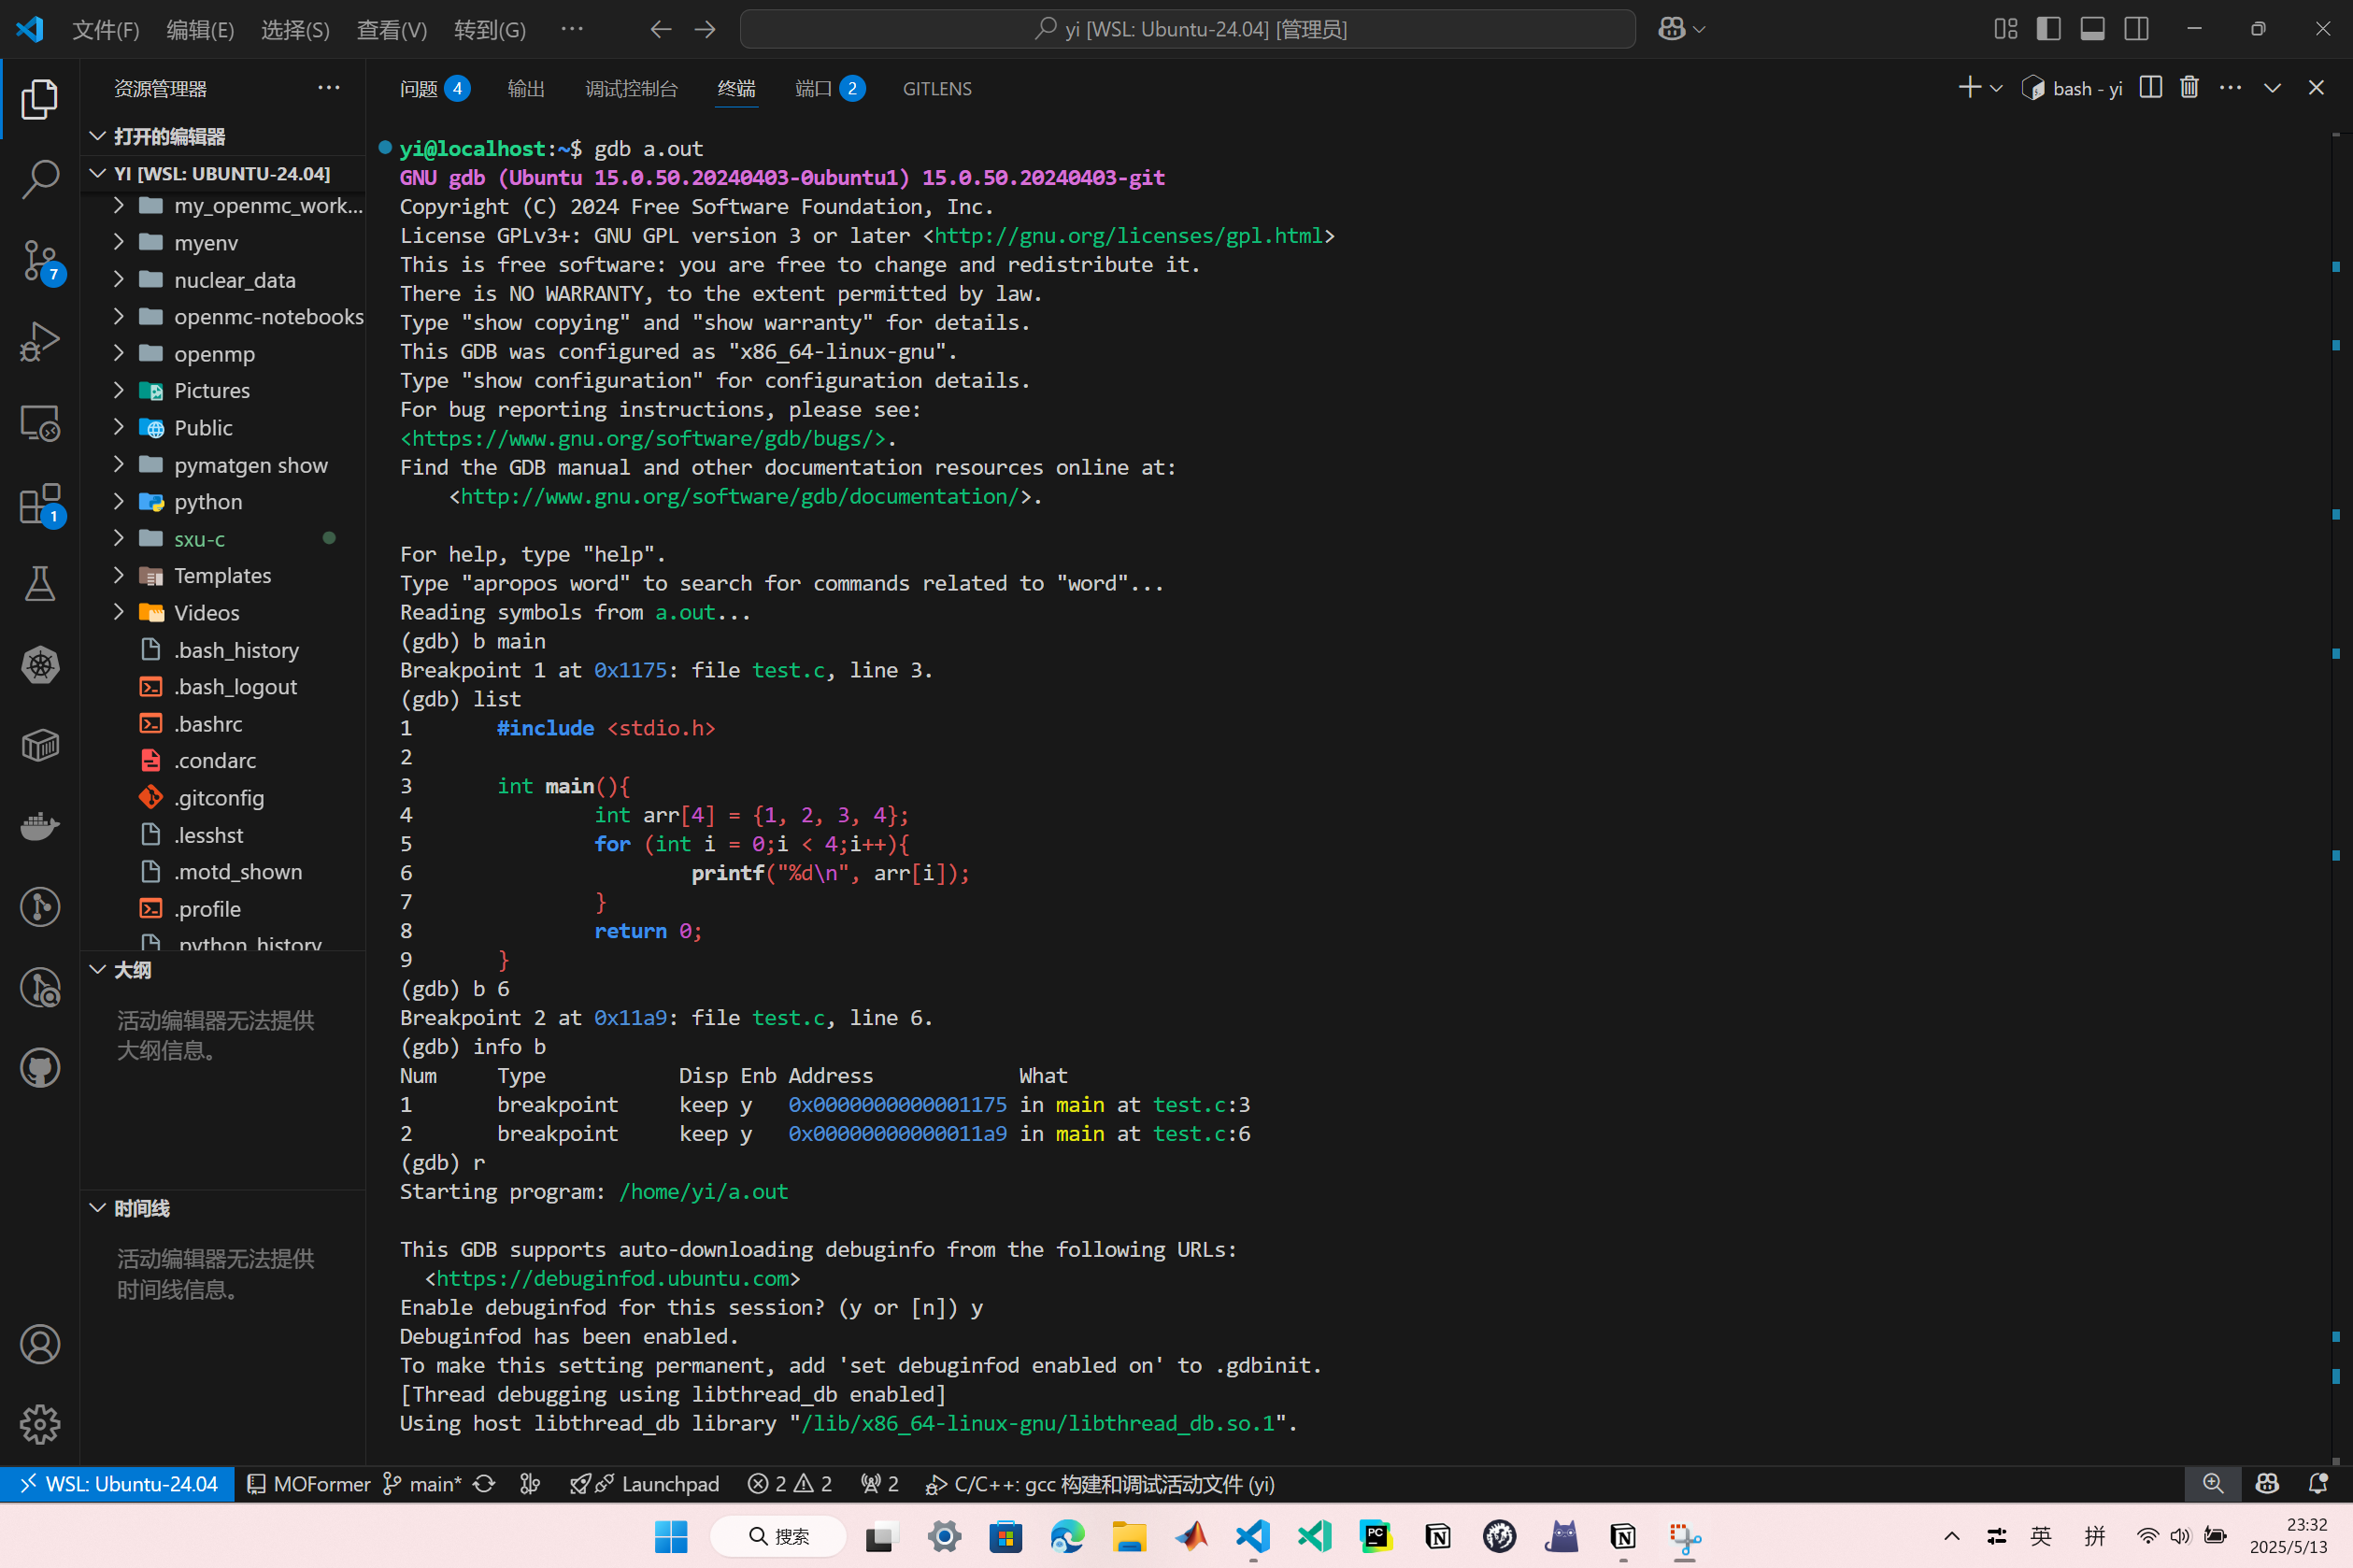 文件(F) 编辑(E) 选择(S) 查看(V) 转到(G) ··· yi [WSL: Ubuntu-24.04] [管理员]
资源管理器 ···
问题 4 输出 调试控制台 终端 端口 2 GITLENS bash - yi ···
打开的编辑器
YI [WSL: UBUNTU-24.04]
my_openmc_work...
myenv
nuclear_data
openmc-notebooks
openmp
Pictures
Public
pymatgen show
python
sxu-c
Templates
Videos
.bash_history
.bash_logout
.bashrc
.condarc
.gitconfig
.lesshst
.motd_shown
.profile
.python_history
大纲
活动编辑器无法提供
大纲信息。
时间线
活动编辑器无法提供
时间线信息。
7
1
yi@localhost:~$ gdb a.out
GNU gdb (Ubuntu 15.0.50.20240403-0ubuntu1) 15.0.50.20240403-git
Copyright (C) 2024 Free Software Foundation, Inc.
License GPLv3+: GNU GPL version 3 or later <http://gnu.org/licenses/gpl.html>
This is free software: you are free to change and redistribute it.
There is NO WARRANTY, to the extent permitted by law.
Type "show copying" and "show warranty" for details.
This GDB was configured as "x86_64-linux-gnu".
Type "show configuration" for configuration details.
For bug reporting instructions, please see:
<https://www.gnu.org/software/gdb/bugs/>.
Find the GDB manual and other documentation resources online at:
    <http://www.gnu.org/software/gdb/documentation/>.
For help, type "help".
Type "apropos word" to search for commands related to "word"...
Reading symbols from a.out...
(gdb) b main
Breakpoint 1 at 0x1175: file test.c, line 3.
(gdb) list
1       #include <stdio.h>
2
3       int main(){
4               int arr[4] = {1, 2, 3, 4};
5               for (int i = 0;i < 4;i++){
6                       printf("%d\n", arr[i]);
7               }
8               return 0;
9       }
(gdb) b 6
Breakpoint 2 at 0x11a9: file test.c, line 6.
(gdb) info b
Num     Type           Disp Enb Address            What
1       breakpoint     keep y   0x0000000000001175 in main at test.c:3
2       breakpoint     keep y   0x00000000000011a9 in main at test.c:6
(gdb) r
Starting program: /home/yi/a.out
This GDB supports auto-downloading debuginfo from the following URLs:
  <https://debuginfod.ubuntu.com>
Enable debuginfod for this session? (y or [n]) y
Debuginfod has been enabled.
To make this setting permanent, add 'set debuginfod enabled on' to .gdbinit.
[Thread debugging using libthread_db enabled]
Using host libthread_db library "/lib/x86_64-linux-gnu/libthread_db.so.1".
WSL: Ubuntu-24.04 MOFormer main* Launchpad 2 2 2 C/C++: gcc 构建和调试活动文件 (yi)
搜索 PC 英 拼 23:32
2025/5/13